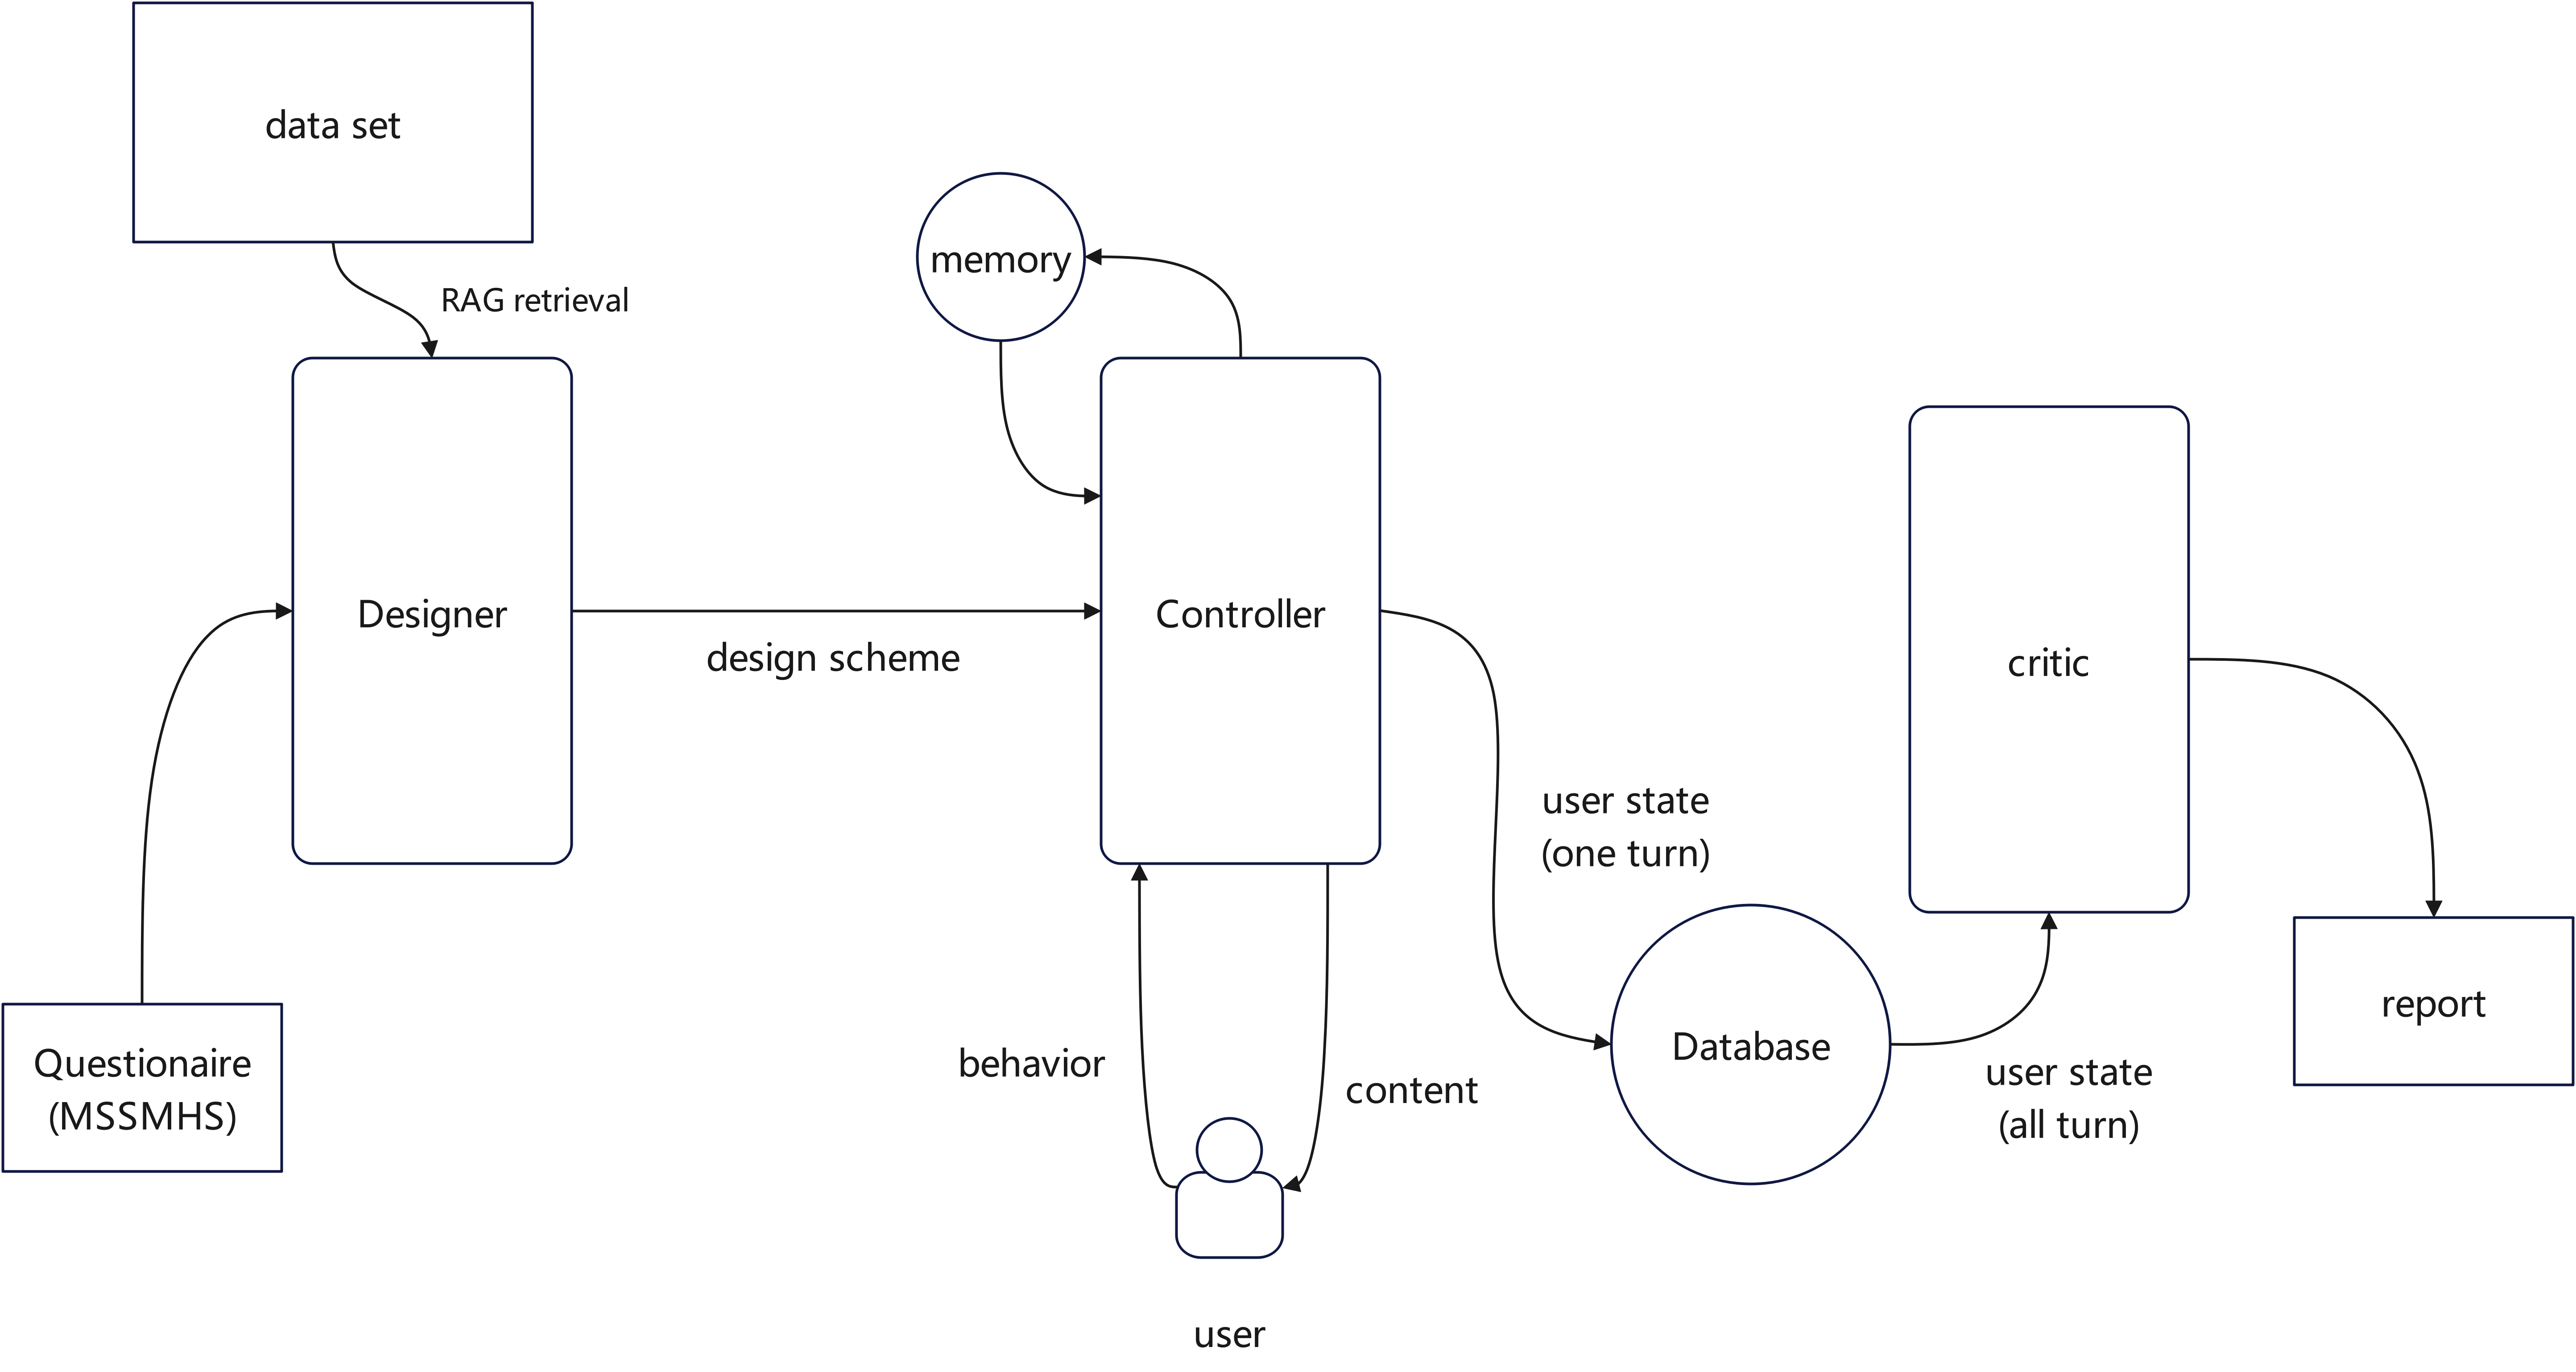 data set
RAG retrieval
memory
Designer
design scheme
Controller
critic
user state
(one turn)
Questionaire
(MSSMHS)
behavior
content
Database
user state
(all turn)
report
user